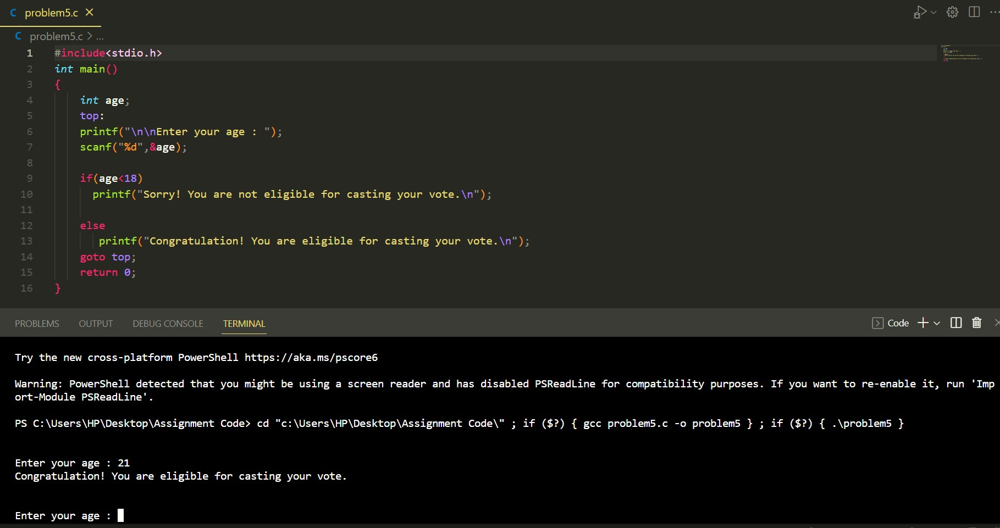 C problem5.c ×
C problem5.c > ...
1 #include<stdio.h>
2 int main()
3 {
4 int age;
5 top:
6 printf("\n\nEnter your age : ");
7 scanf("%d",&age);
8
9 if(age<18)
10 printf("Sorry! You are not eligible for casting your vote.\n");
11
12 else
13 printf("Congratulation! You are eligible for casting your vote.\n");
14 goto top;
15 return 0;
16 }
PROBLEMS OUTPUT DEBUG CONSOLE TERMINAL Code
Try the new cross-platform PowerShell https://aka.ms/pscore6
Warning: PowerShell detected that you might be using a screen reader and has disabled PSReadLine for compatibility purposes. If you want to re-enable it, run 'Imp
ort-Module PSReadLine'.
PS C:\Users\HP\Desktop\Assignment Code> cd "c:\Users\HP\Desktop\Assignment Code\" ; if ($?) { gcc problem5.c -o problem5 } ; if ($?) { .\problem5 }
Enter your age : 21
Congratulation! You are eligible for casting your vote.
Enter your age :